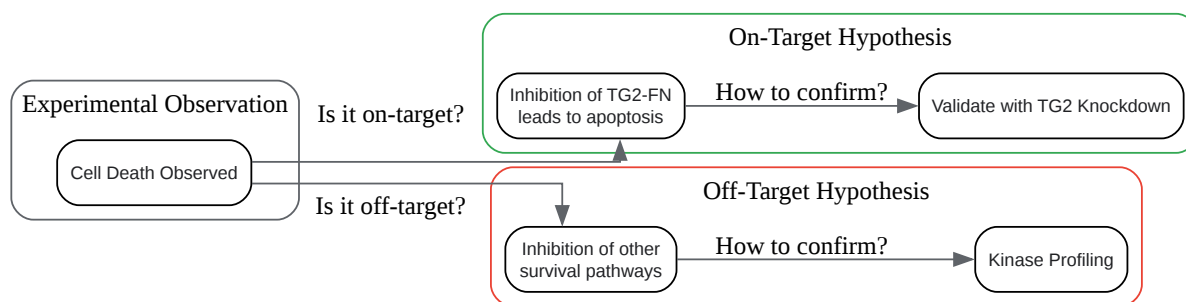 On-Target Hypothesis
Experimental Observation
Is it on-target?
Inhibition of TG2-FN
leads to apoptosis
How to confirm?
Validate with TG2 Knockdown
Cell Death Observed
Off-Target Hypothesis
Is it off-target?
Inhibition of other
survival pathways
How to confirm?
Kinase Profiling